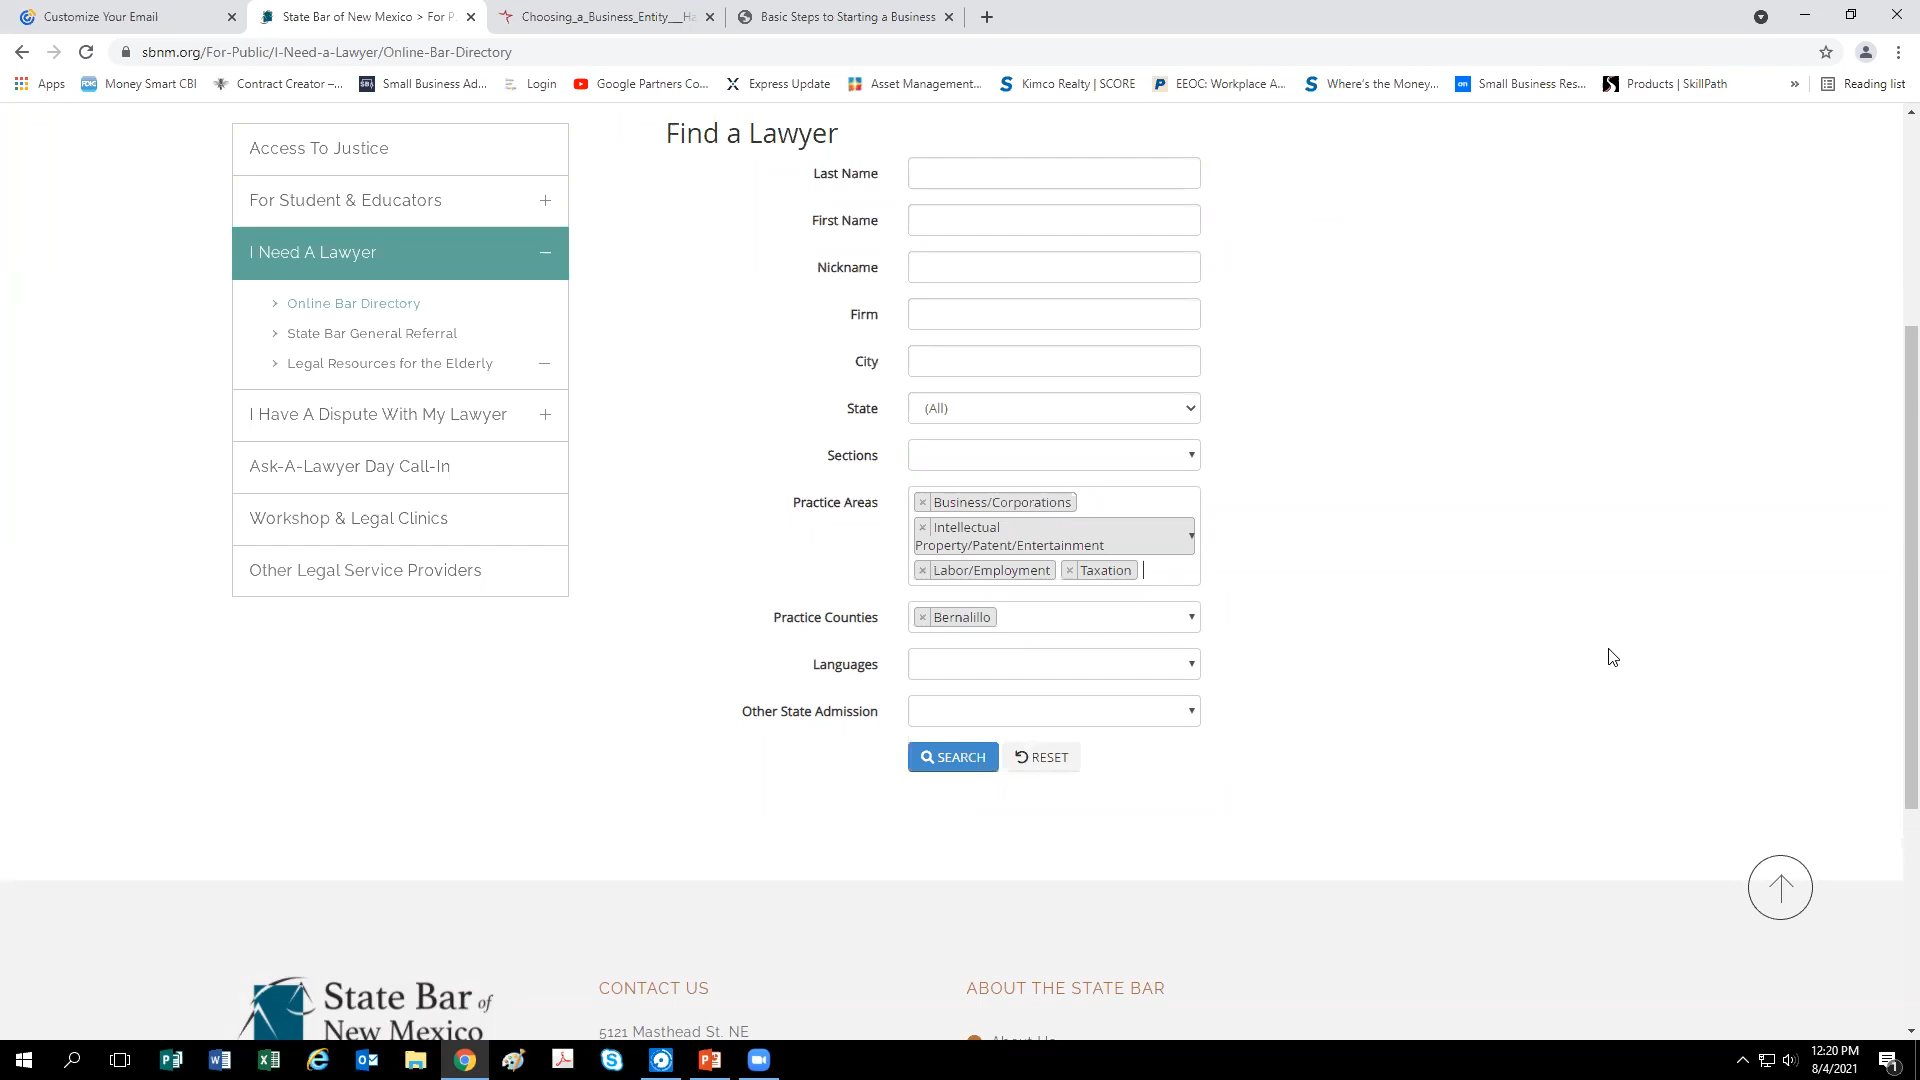 Customize Your Email
State Bar of New Mexico > For P
Choosing_a_Business_Entity___Ha
Basic Steps to Starting a Business
sbnm.org/For-Public/I-Need-a-Lawyer/Online-Bar-Directory
Apps
Money Smart CBI
Contract Creator –...
Small Business Ad...
Login
Google Partners Co...
Express Update
Asset Management...
Kimco Realty | SCORE
EEOC: Workplace A...
Where's the Money...
Small Business Res...
Products | SkillPath
»
Reading list
Access To Justice
For Student & Educators
I Need A Lawyer
Online Bar Directory
State Bar General Referral
Legal Resources for the Elderly
I Have A Dispute With My Lawyer
Ask-A-Lawyer Day Call-In
Workshop & Legal Clinics
Other Legal Service Providers
Find a Lawyer
Last Name
First Name
Nickname
Firm
City
State
(All)
Sections
Practice Areas
× Business/Corporations
× Intellectual
Property/Patent/Entertainment
× Labor/Employment × Taxation
Practice Counties
× Bernalillo
Languages
Other State Admission
SEARCH
RESET
State Bar of
New Mexico
CONTACT US
5121 Masthead St. NE
ABOUT THE STATE BAR
About Us
12:20 PM
8/4/2021